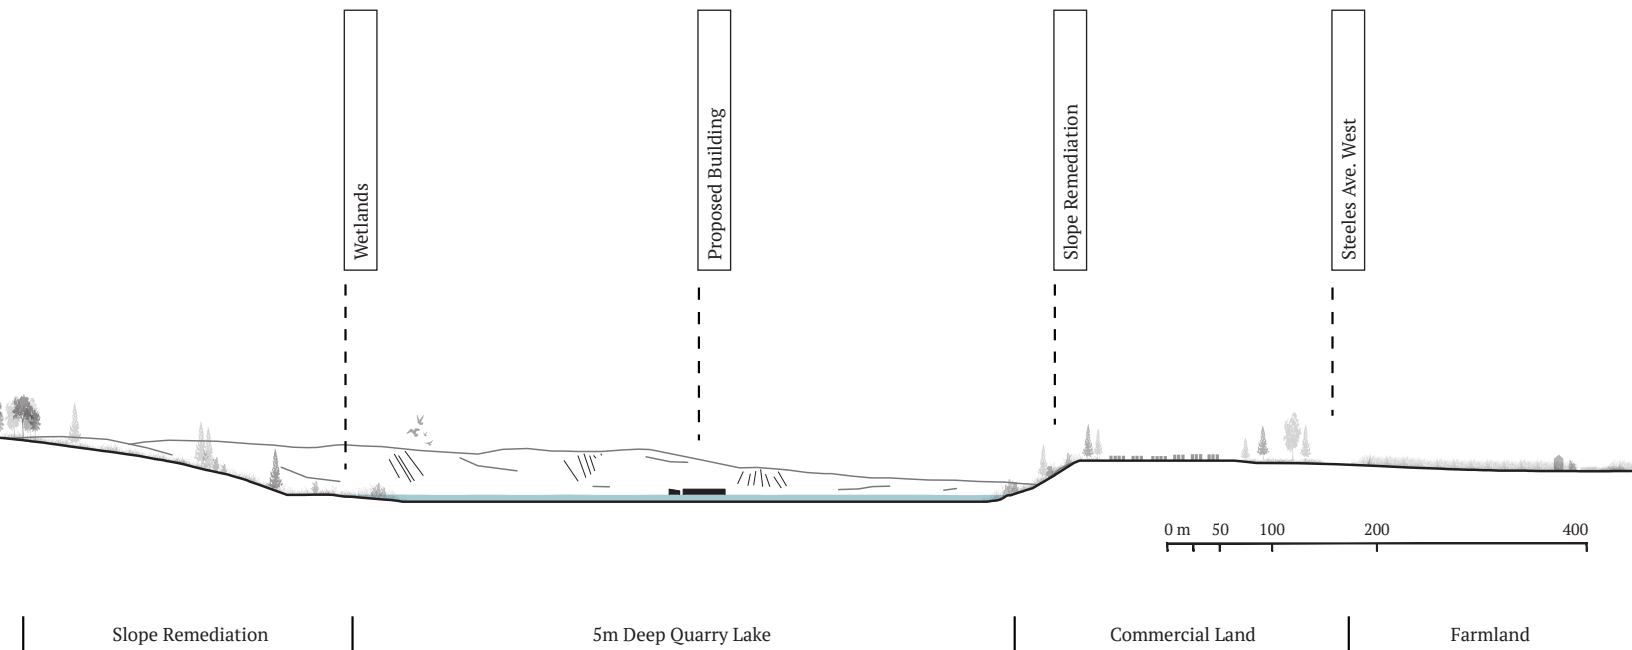 Wetlands
Proposed Building
Slope Remediation
Steeles Ave. West
0 m 50 100 200 400
Slope Remediation
5m Deep Quarry Lake
Commercial Land
Farmland